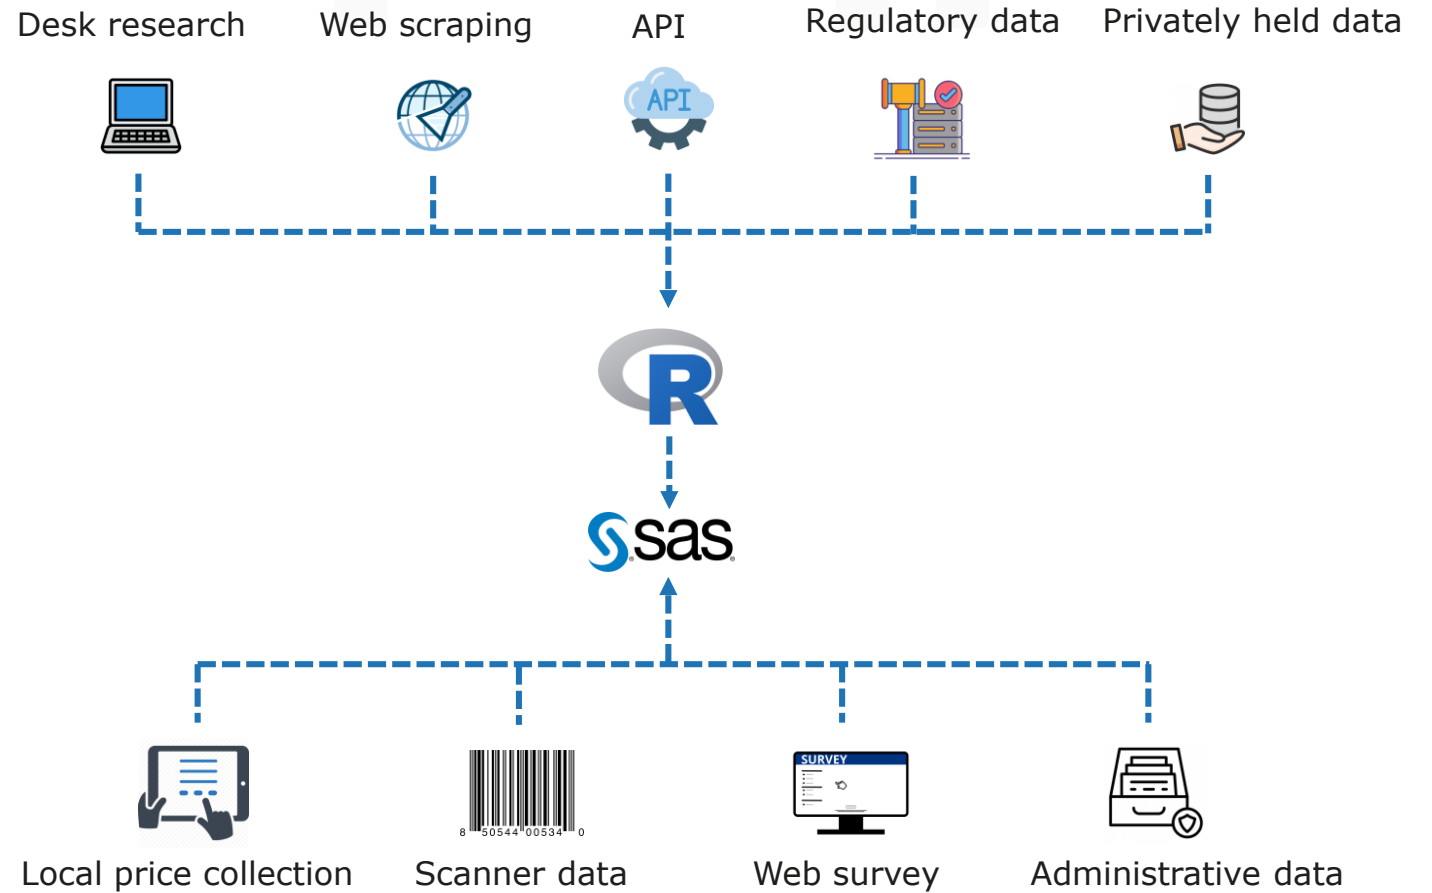 Desk research
Web scraping
API
Regulatory data
Privately held data
API
R
sas
SURVEY
8 50544 00534 0
Local price collection
Scanner data
Web survey
Administrative data